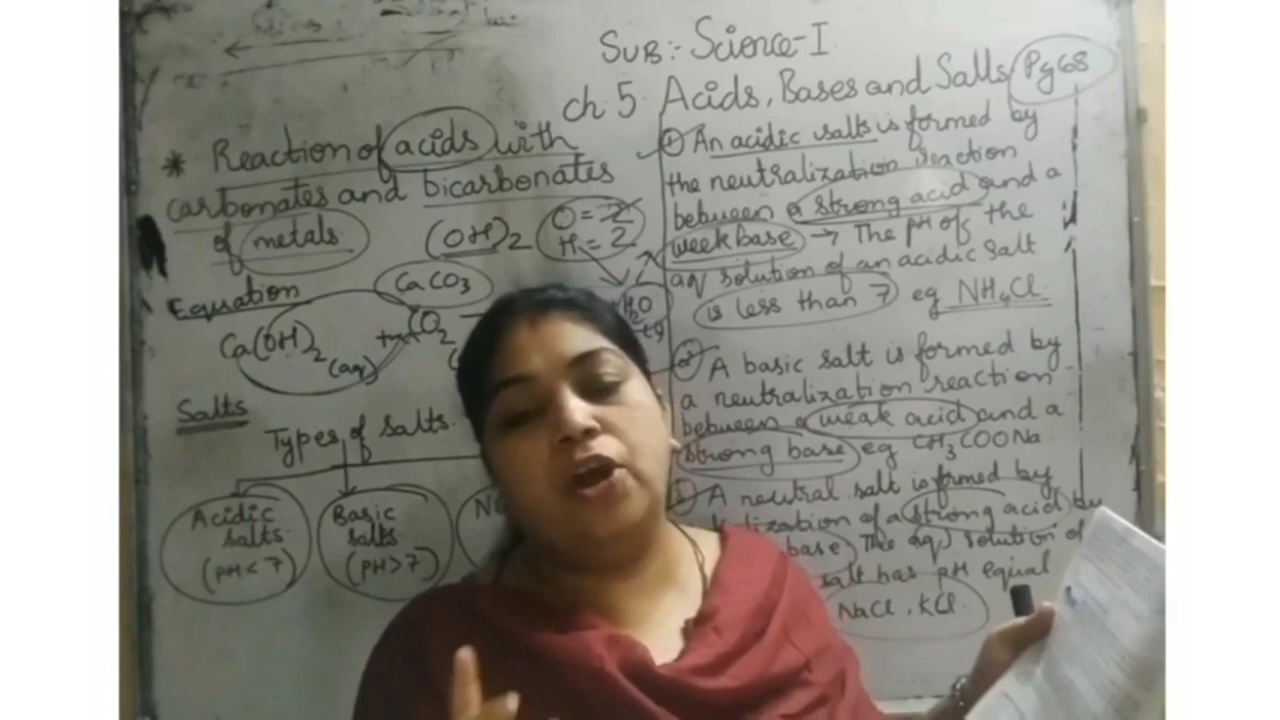 SUB:- Science-I
ch. 5 Acids, Bases and Salts Pg 68
* Reaction of acids with
carbonates and bicarbonates
of metals
(OH)2
O = 2
H = 2
Equation
CaCO3
Ca(OH)2 (aq) + CO2
H2O
Salts
Types of salts.
Acidic
salts.
(pH < 7)
Basic
salts
(pH>7)
① An acidic salts is formed by
the neutralization reaction
between a strong acid and a
week base → The pH of the
aq solution of an acidic salt
is less than 7 eg NH4Cl
② A basic salt is formed by
a neutralization reaction
between a weak acid and a
strong base eg CH3COONa
③ A neutral salt is formed by
of a strong acid by
base The aq solution of
salt has pH equal
NaCl, KCl.